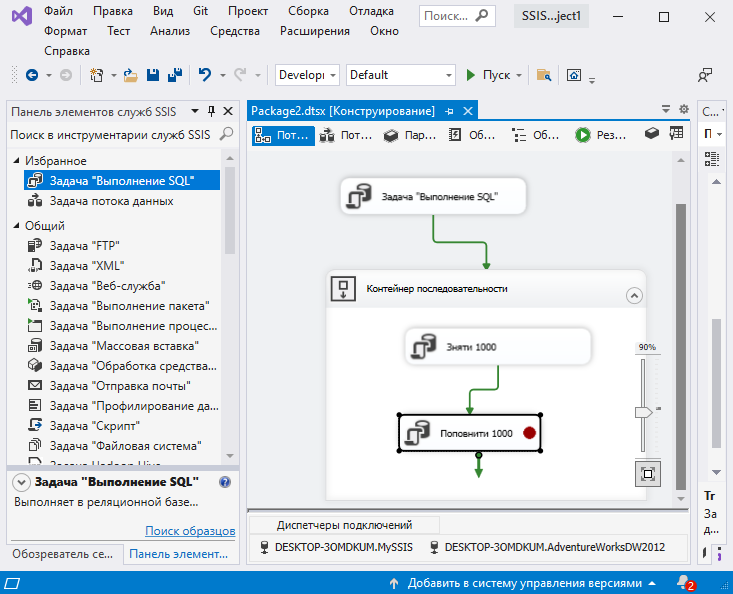 Файл Правка Вид Git Проект Сборка Отладка
Поиск...
SSIS...ject1
Формат Тест Анализ Средства Расширения Окно
Справка
Develop
Default
Пуск
Панель элементов служб SSIS
Поиск в инструментарии служб SSIS
Избранное
Задача "Выполнение SQL"
Задача потока данных
Общий
Задача "FTP"
Задача "XML"
Задача "Веб-служба"
Задача "Выполнение пакета"
Задача "Выполнение процес...
Задача "Массовая вставка"
Задача "Обработка средства...
Задача "Отправка почты"
Задача "Профилирование да...
Задача "Скрипт"
Задача "Файловая система"
Задача Hadoop Hive
Задача "Выполнение SQL"
Выполняет в реляционной базе...
Поиск образцов
Обозреватель се...
Панель элемент...
Package2.dtsx [Конструирование]
Пот...
Пот...
Пар...
Об...
Об...
Рез...
Задача "Выполнение SQL"
Контейнер последовательности
Зняти 1000
Поповнити 1000
90%
Диспетчеры подключений
DESKTOP-3OMDKUM.MySSIS
DESKTOP-3OMDKUM.AdventureWorksDW2012
С...
П
Tr
За
д...
Добавить в систему управления версиями
2